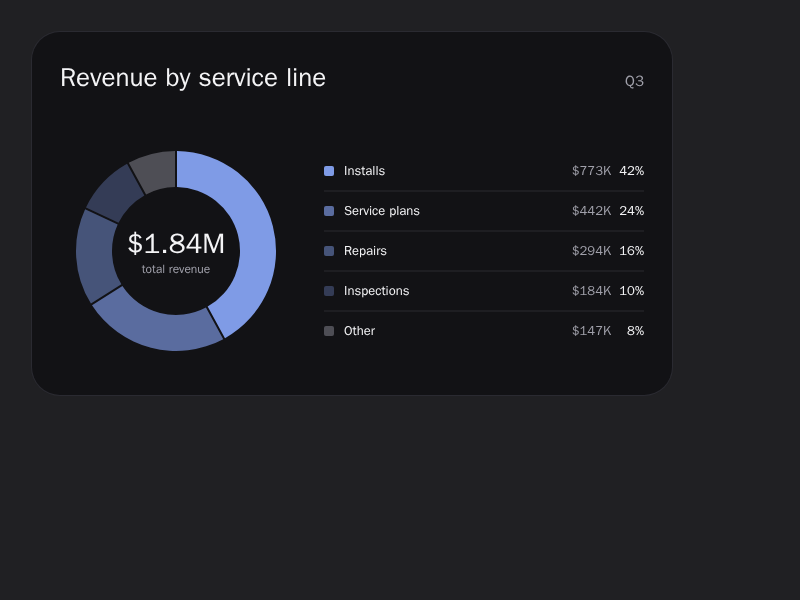 Revenue by service line
Q3
$1.84M
total revenue
Installs $773K 42%
Service plans $442K 24%
Repairs $294K 16%
Inspections $184K 10%
Other $147K 8%